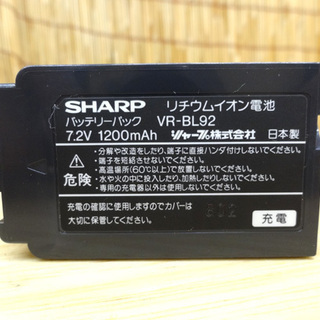 SHARP リチウムイオン電池
バッテリーパック VR-BL92
7.2V 1200mAh シャープ株式会社 日本製
危険
・分解や改造をしたり、端子に直接ハンダ付けしないでください。
・端子を短絡させないでください。
・高温場所(60℃以上)で放置しないでください。
・水や火の中に投入したり、加熱したりしないでください。
・専用の充電器以外は使用しないでください。
充電の確認に使用しますのでカバーは
大切に保管してください。
充電